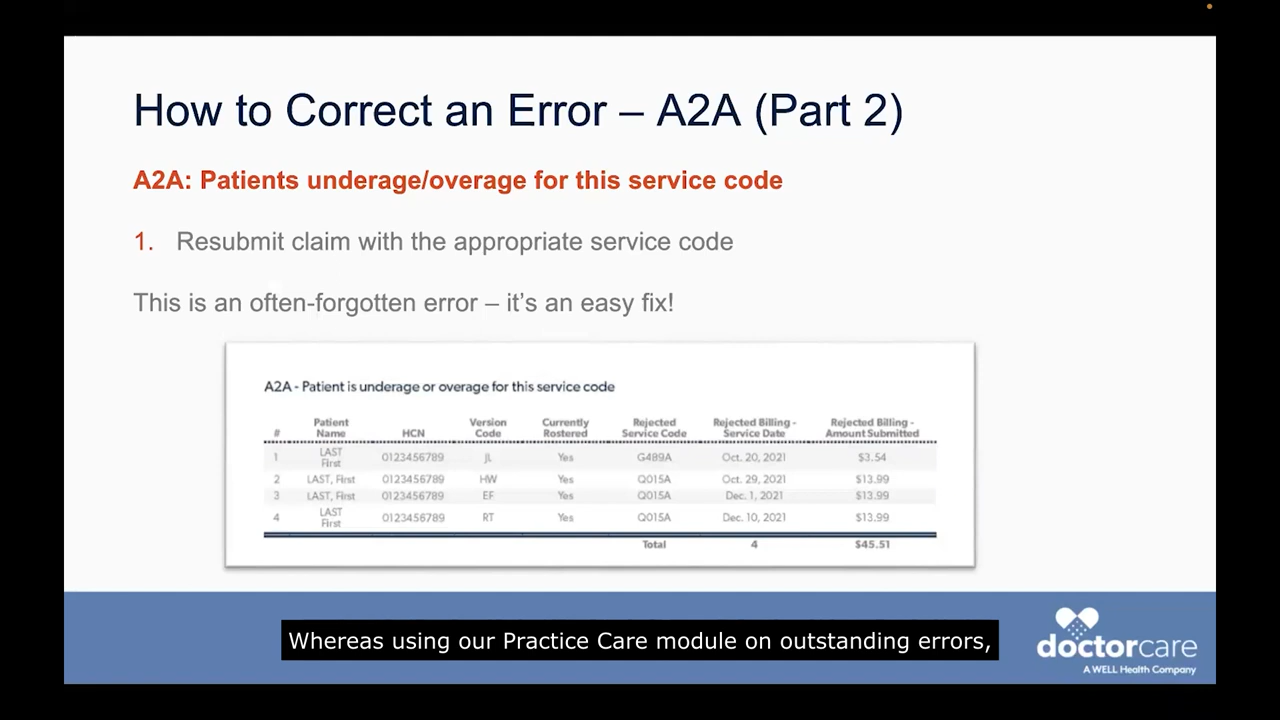 How to Correct an Error – A2A (Part 2)
A2A: Patients underage/overage for this service code
1. Resubmit claim with the appropriate service code
This is an often-forgotten error – it's an easy fix!
A2A - Patient is underage or overage for this service code
# Patient Name HCN Version Code Currently Rostered Rejected Service Code Rejected Billing - Service Date Rejected Billing - Amount Submitted
1 LAST First 0123456789 JL Yes G489A Oct. 20, 2021 $3.54
2 LAST, First 0123456789 HW Yes Q015A Oct. 29, 2021 $13.99
3 LAST, First 0123456789 EF Yes Q015A Dec. 1, 2021 $13.99
4 LAST First 0123456789 RT Yes Q015A Dec. 10, 2021 $13.99
Total 4 $45.51
Whereas using our Practice Care module on outstanding errors,
doctorcare
A WELL Health Company